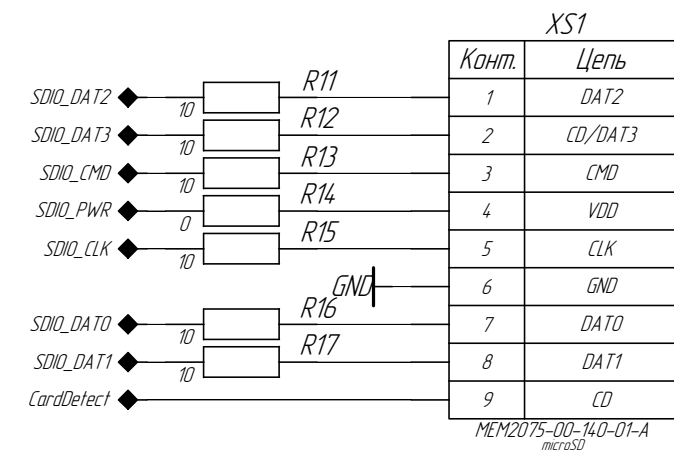 XS1
Конт. Цепь
SDIO_DAT2 10 R11 1 DAT2
SDIO_DAT3 10 R12 2 CD/DAT3
SDIO_CMD 10 R13 3 CMD
SDIO_PWR 0 R14 4 VDD
SDIO_CLK 10 R15 5 CLK
GND 6 GND
SDIO_DAT0 10 R16 7 DAT0
SDIO_DAT1 10 R17 8 DAT1
CardDetect 9 CD
MEM2075-00-140-01-A
microSD